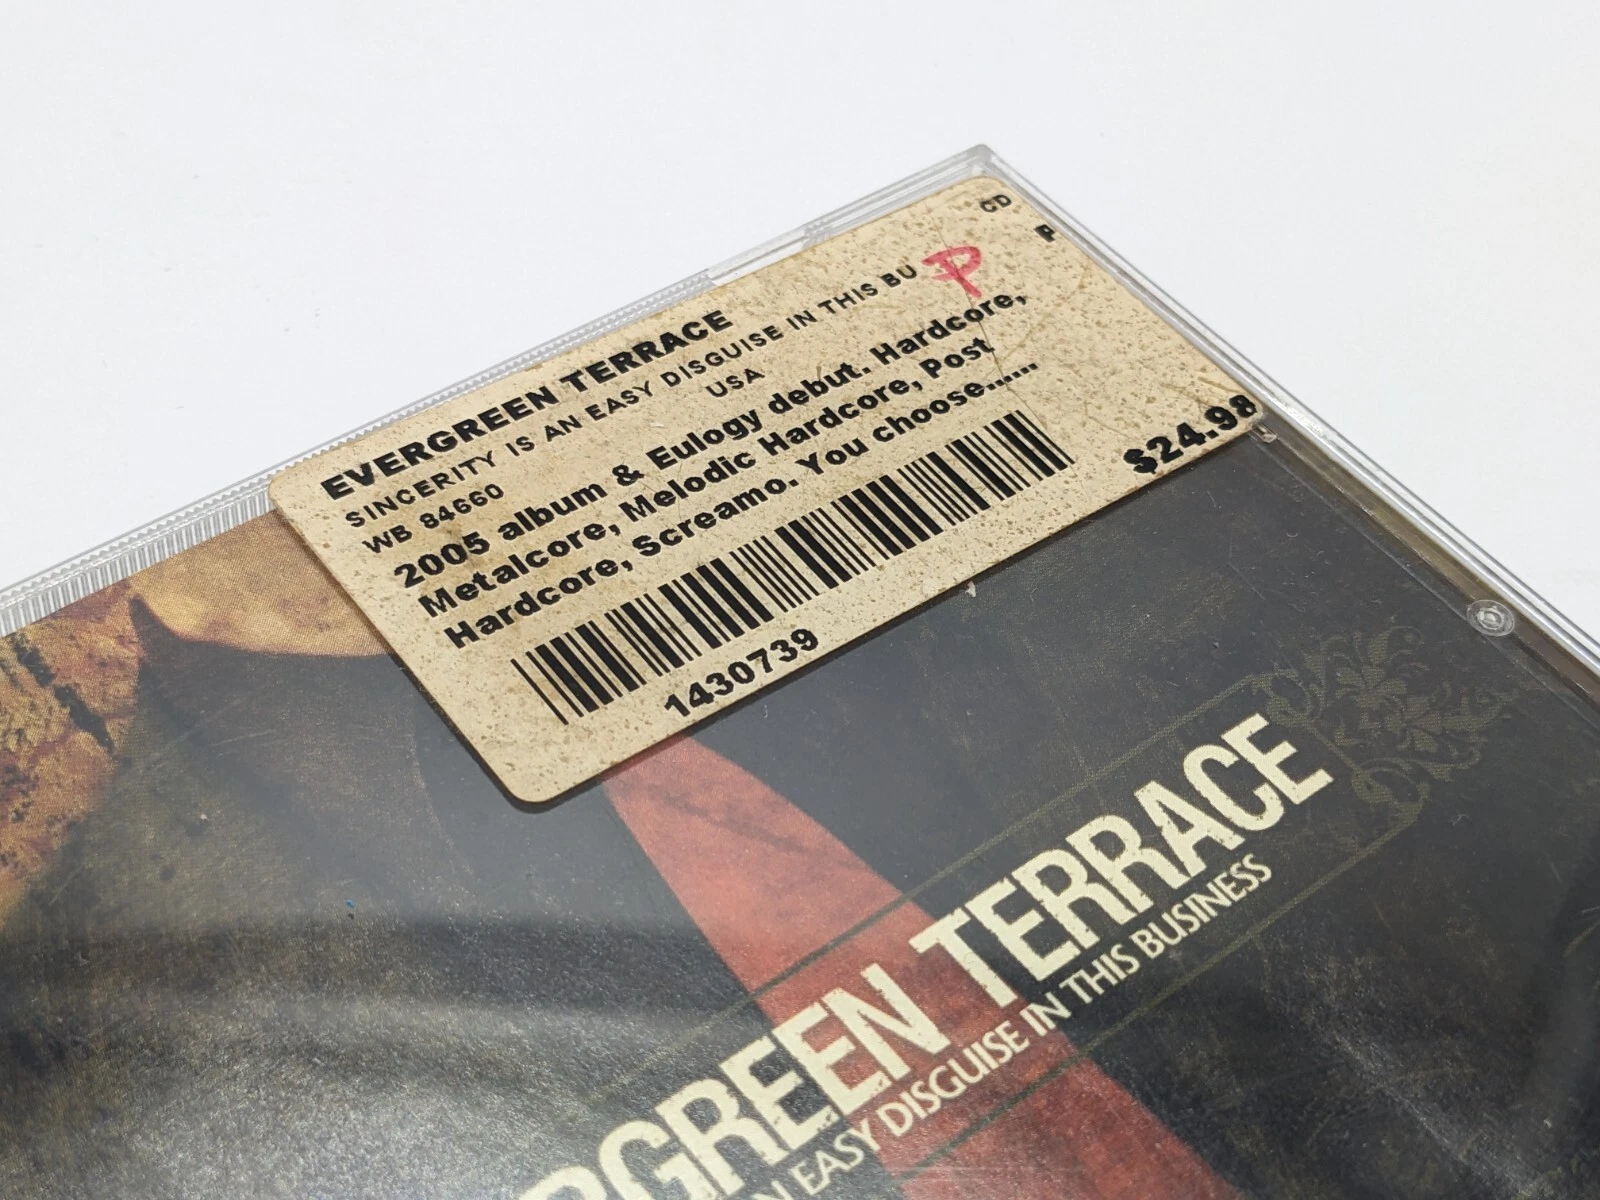 CD
P
EVERGREEN TERRACE
SINCERITY IS AN EASY DISGUISE IN THIS BU
P
WB 84660 USA
2005 album & Eulogy debut. Hardcore,
Metalcore, Melodic Hardcore, Post
Hardcore, Screamo. You choose......
1430739
$24.98
RGREEN TERRACE
N EASY DISGUISE IN THIS BUSINESS